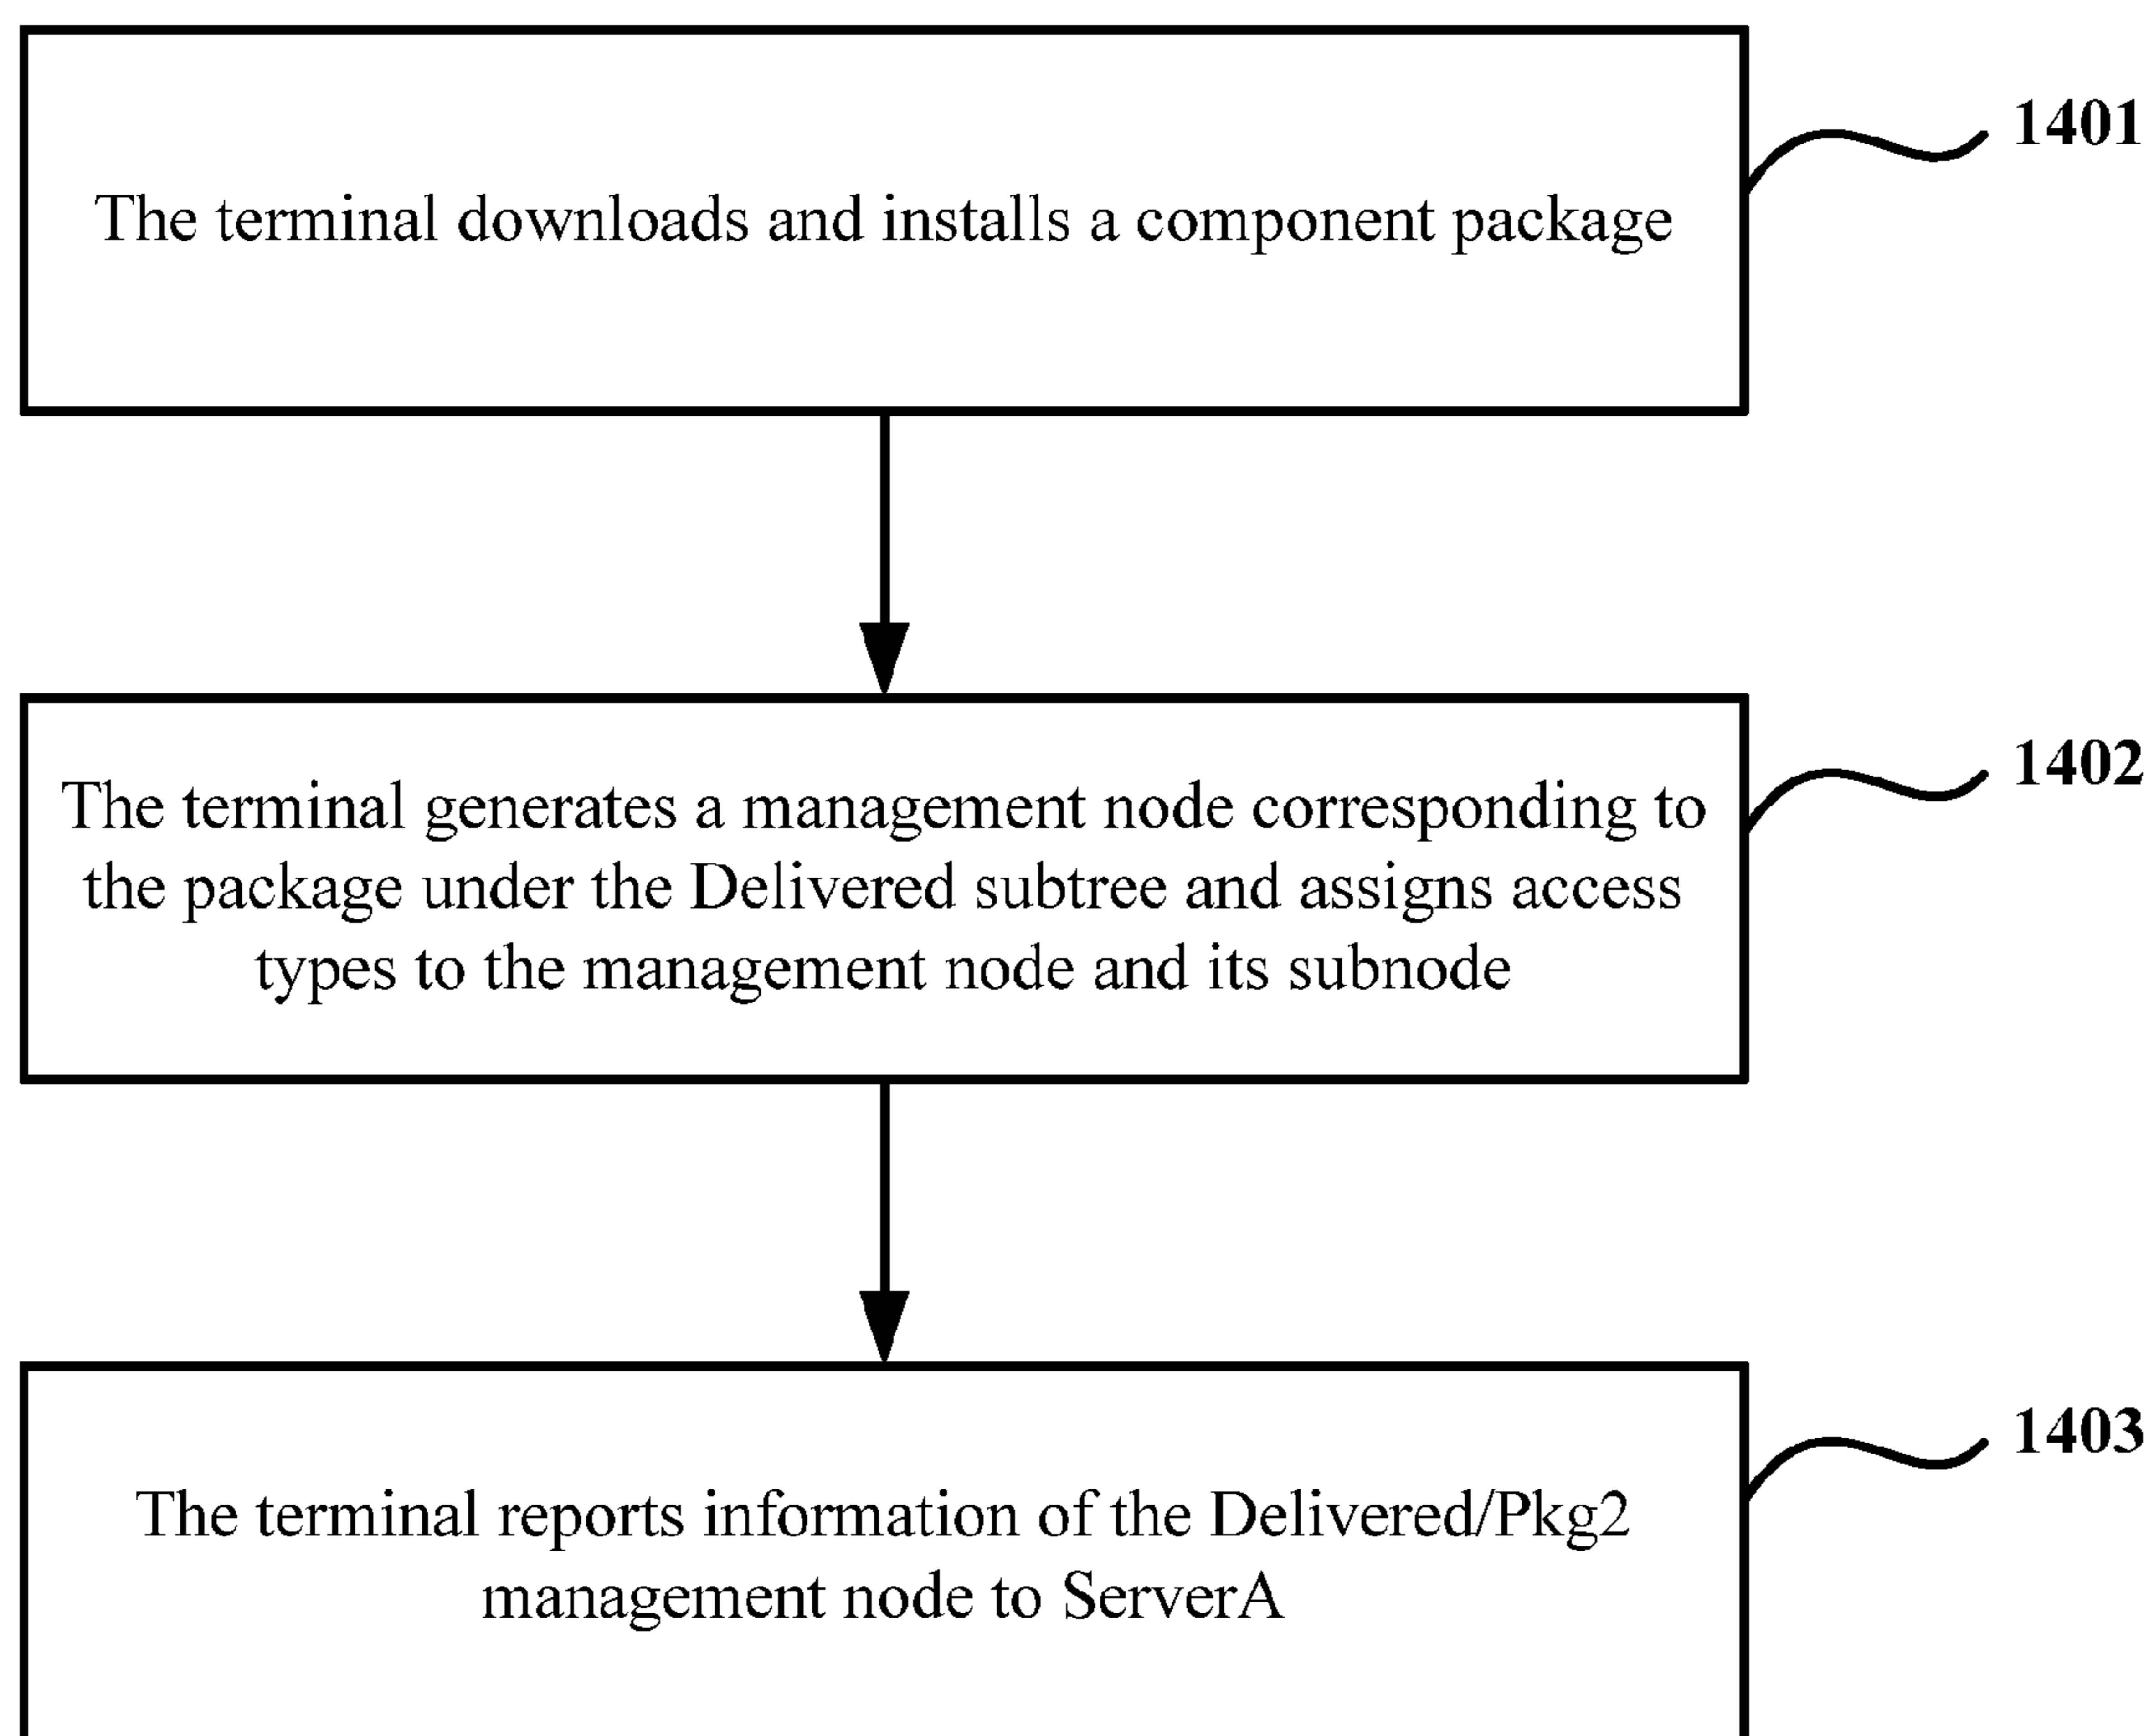 1401
The terminal downloads and installs a component package
1402
The terminal generates a management node corresponding to
the package under the Delivered subtree and assigns access
types to the management node and its subnode
1403
The terminal reports information of the Delivered/Pkg2
management node to ServerA